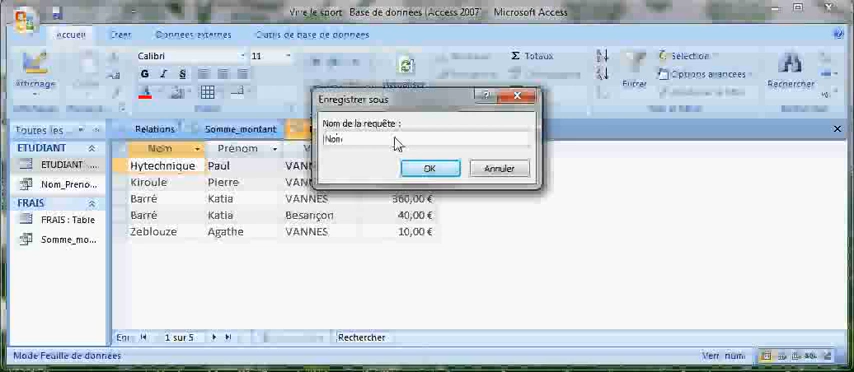 Vive le sport : Base de données (Access 2007) - Microsoft Access
Accueil Créer Données externes Outils de base de données
Calibri 11 Σ Totaux Sélection
G I S Options avancées
Affichage Actualiser Filtrer Rechercher
Enregistrer sous
Nom de la requête :
Nom
OK Annuler
Toutes les
Relations Somme_montant
ETUDIANT
ETUDIANT ...
Nom_Preno...
FRAIS
FRAIS : Table
Somme_mo...
Nom Prénom
Hytechnique Paul VANN
Kiroule Pierre VANN
Barré Katia VANNES 360,00 €
Barré Katia Besançon 40,00 €
Zeblouze Agathe VANNES 10,00 €
1 sur 5 Rechercher
Mode Feuille de données Verr. num.